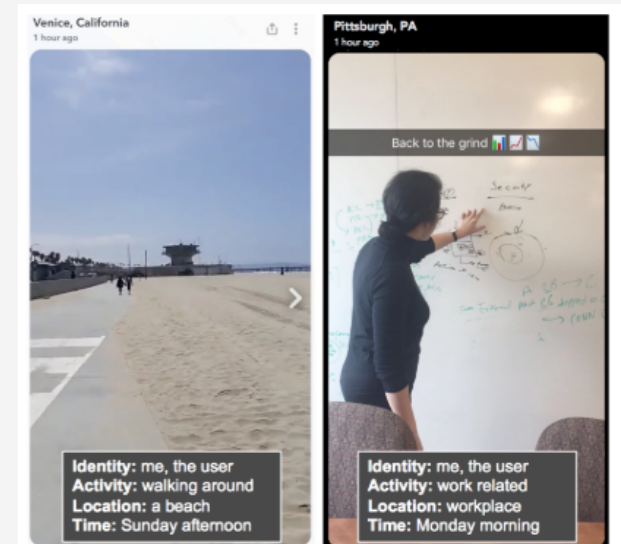 Venice, California
1 hour ago
Identity: me, the user
Activity: walking around
Location: a beach
Time: Sunday afternoon
Pittsburgh, PA
1 hour ago
Back to the grind 📊📈📉
Identity: me, the user
Activity: work related
Location: workplace
Time: Monday morning